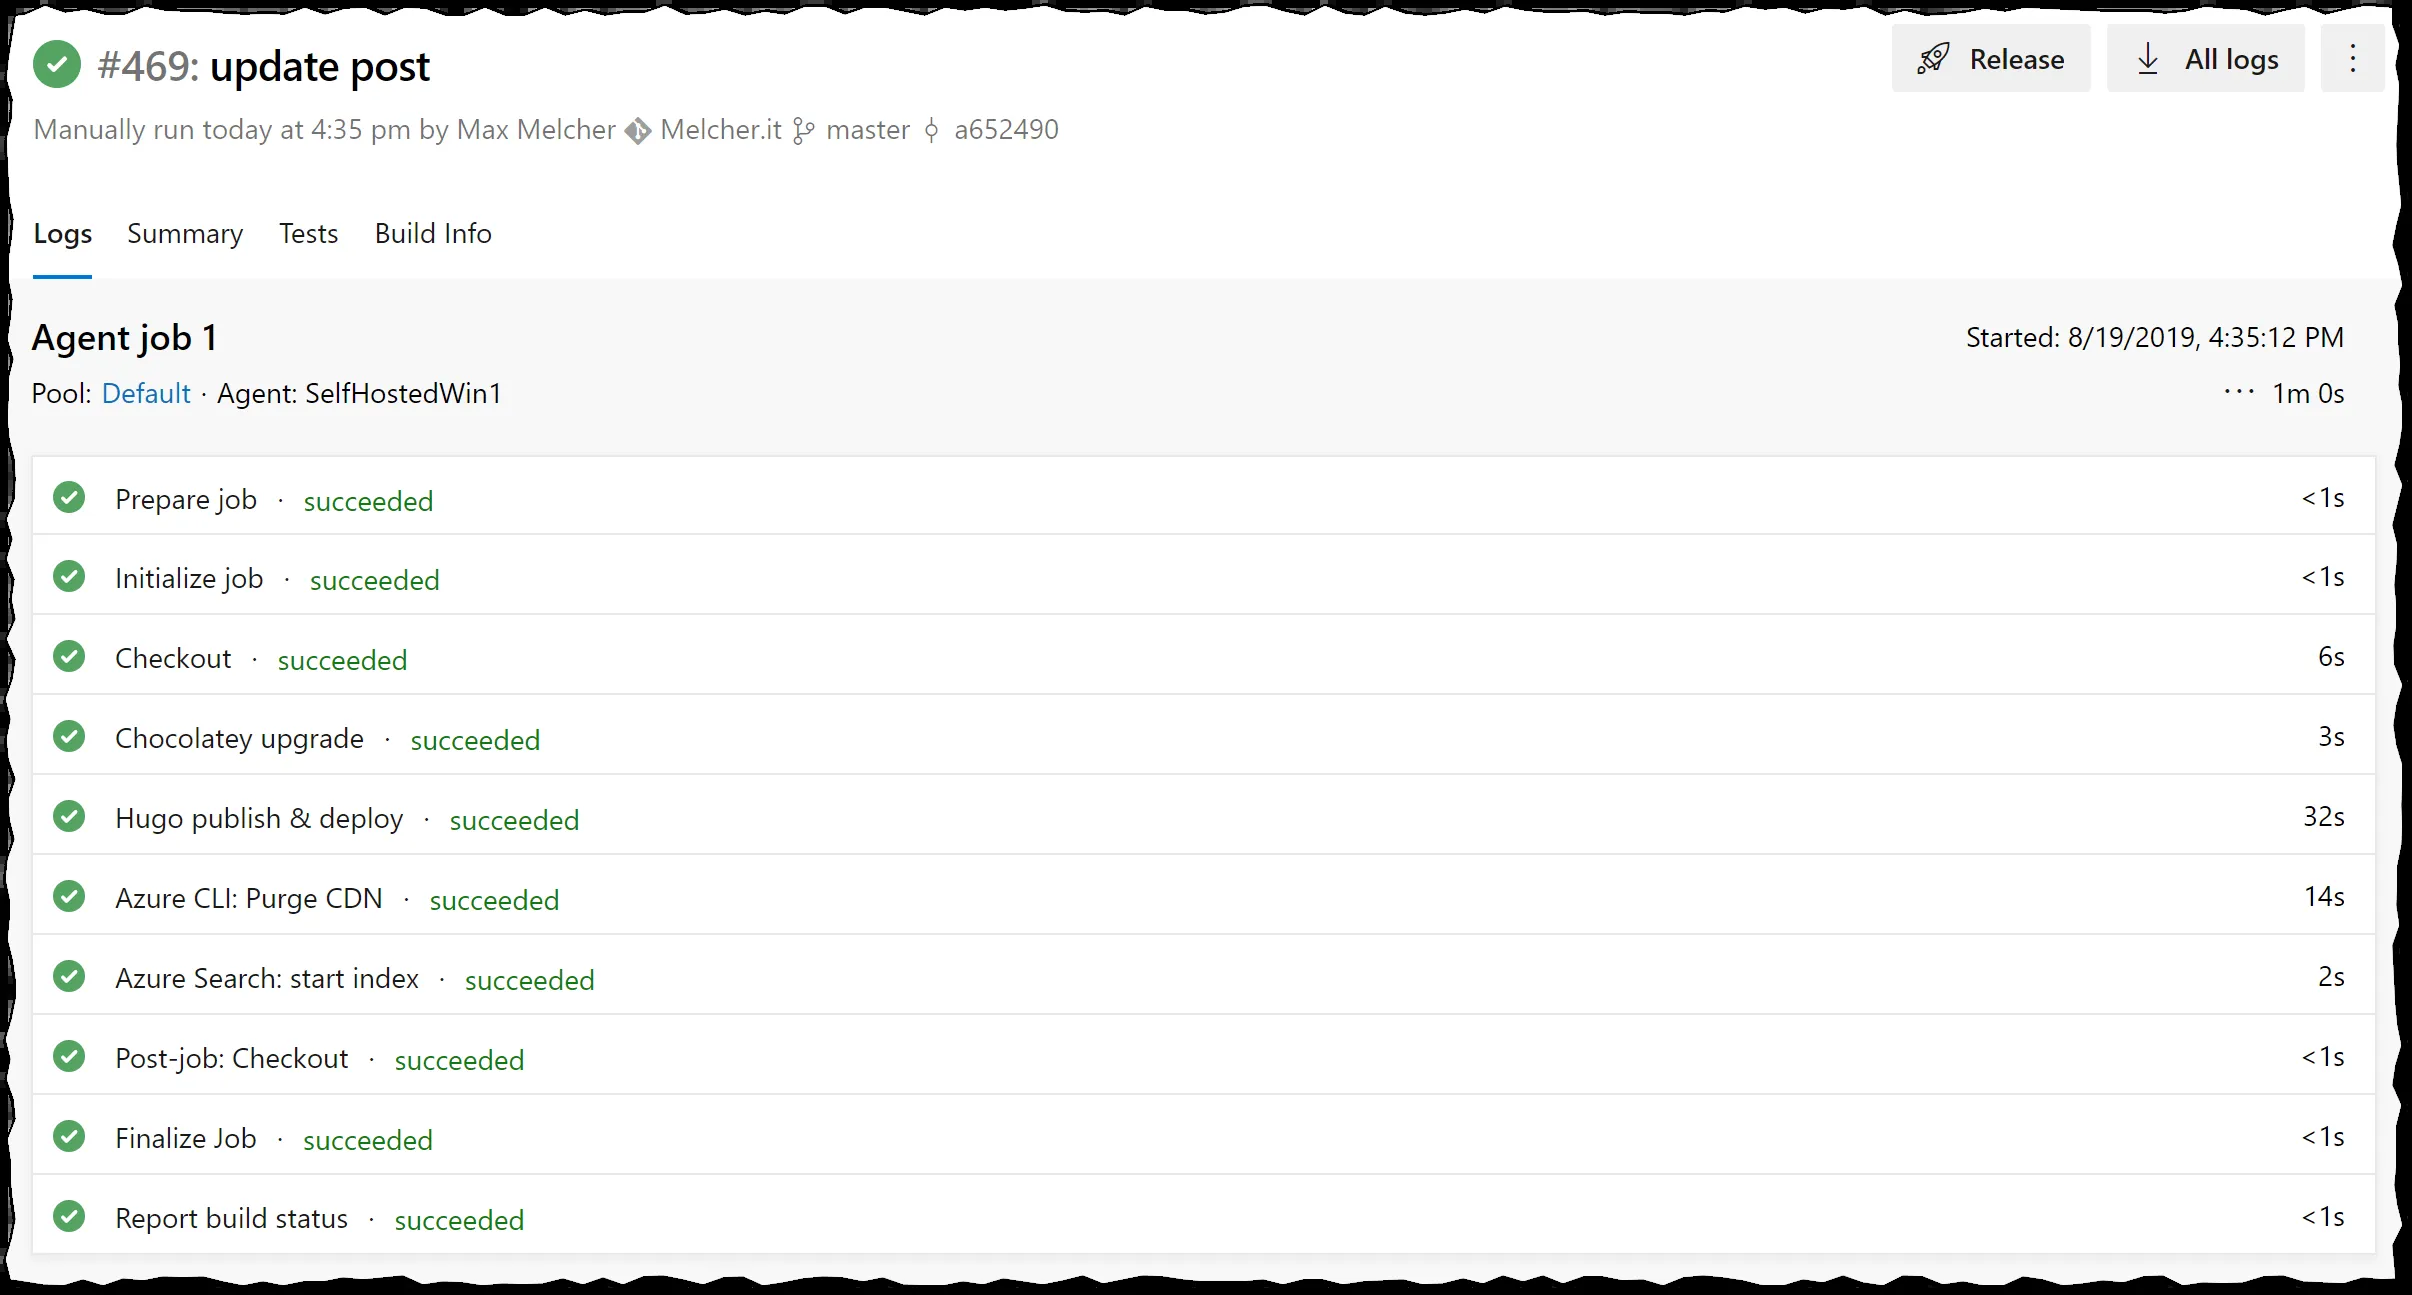 #469: update post
Release
All logs
Manually run today at 4:35 pm by Max Melcher Melcher.it master a652490
Logs Summary Tests Build Info
Agent job 1
Started: 8/19/2019, 4:35:12 PM
Pool: Default · Agent: SelfHostedWin1
··· 1m 0s
Prepare job · succeeded <1s
Initialize job · succeeded <1s
Checkout · succeeded 6s
Chocolatey upgrade · succeeded 3s
Hugo publish & deploy · succeeded 32s
Azure CLI: Purge CDN · succeeded 14s
Azure Search: start index · succeeded 2s
Post-job: Checkout · succeeded <1s
Finalize Job · succeeded <1s
Report build status · succeeded <1s